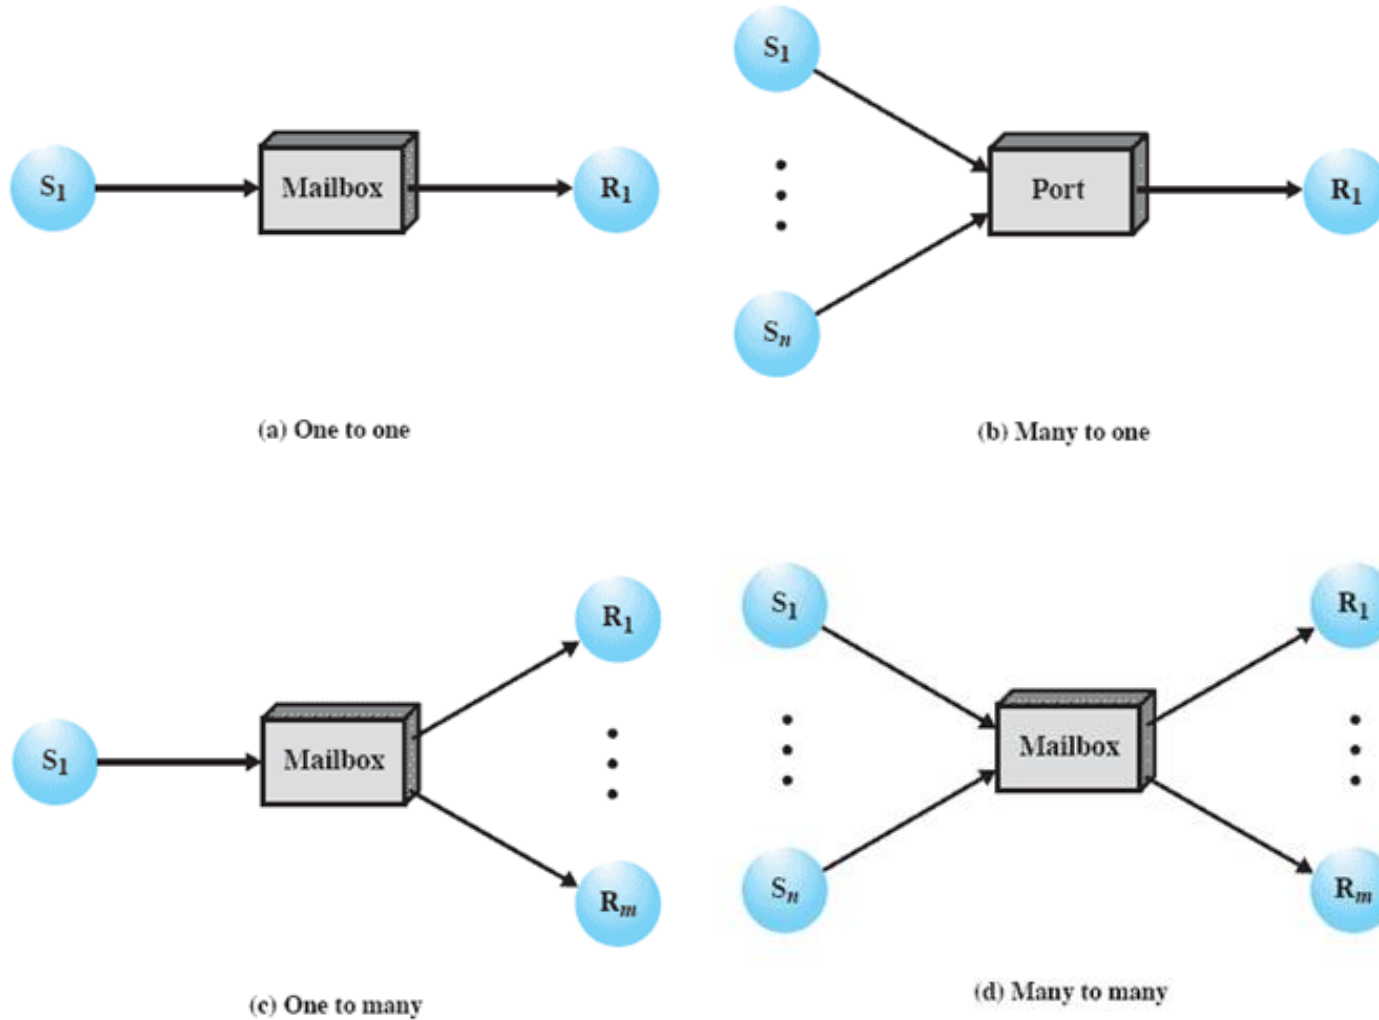 S1
Mailbox
R1
(a) One to one
S1
Sn
Port
R1
(b) Many to one
S1
Mailbox
R1
Rm
(c) One to many
S1
Sn
Mailbox
R1
Rm
(d) Many to many